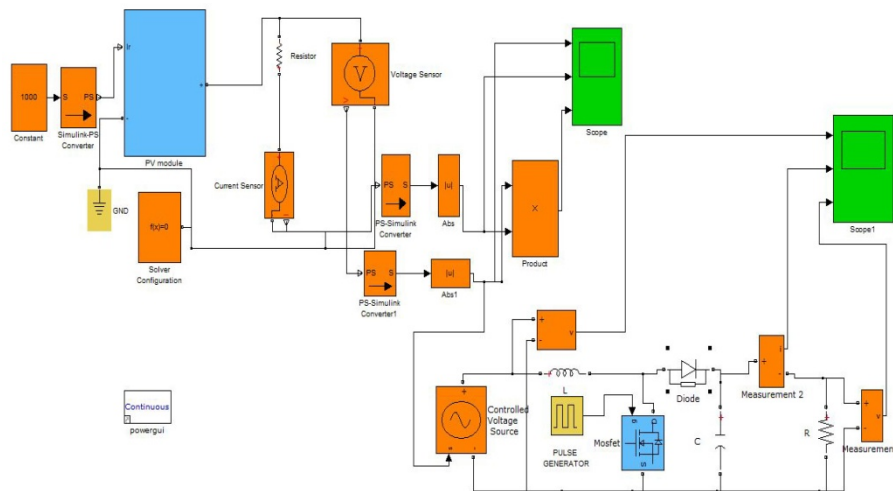 Ir
+
-
1000
S PS
Constant
Simulink-PS
Converter
PV module
GND
f(x)=0
Solver
Configuration
Resistor
V
Voltage Sensor
Current Sensor
PS S
PS-Simulink
Converter
|u|
Abs
PS S
PS-Simulink
Converter1
|u|
Abs1
X
Product
Scope
Scope1
+
-
v
Continuous
powergui
+
Controlled
Voltage
Source
L
PULSE
GENERATOR
g
D
S
Mosfet
Diode
C
+
i
-
Measurement 2
R
+
-
v
Measurement